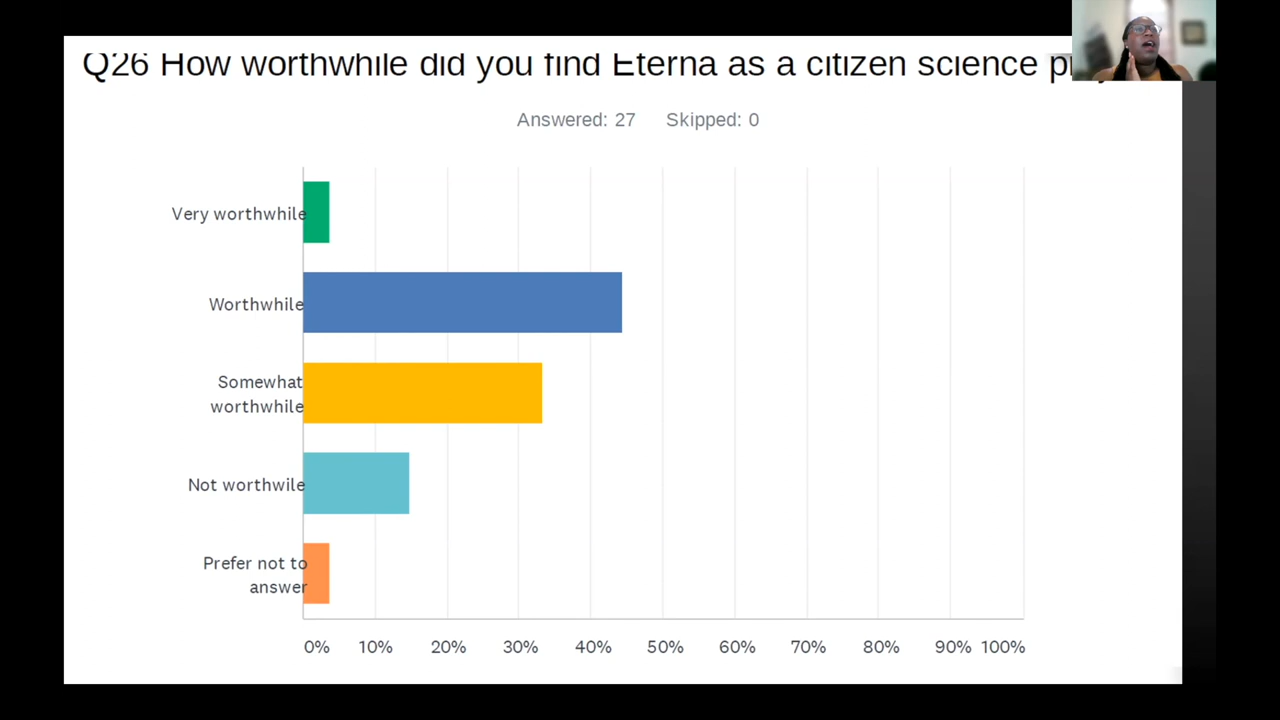 Q26 How worthwhile did you find Eterna as a citizen science
Answered: 27 Skipped: 0
Very worthwhile
Worthwhile
Somewhat
worthwhile
Not worthwile
Prefer not to
answer
0% 10% 20% 30% 40% 50% 60% 70% 80% 90% 100%